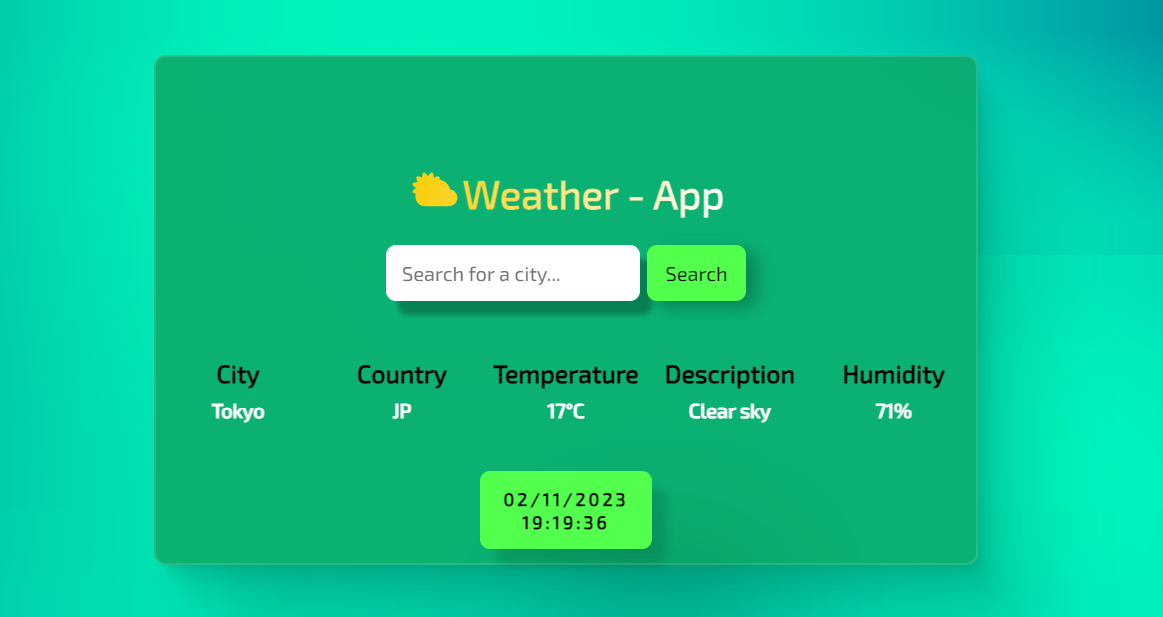 Weather - App
Search for a city...
Search
City Country Temperature Description Humidity
Tokyo JP 17°C Clear sky 71%
02/11/2023
19:19:36